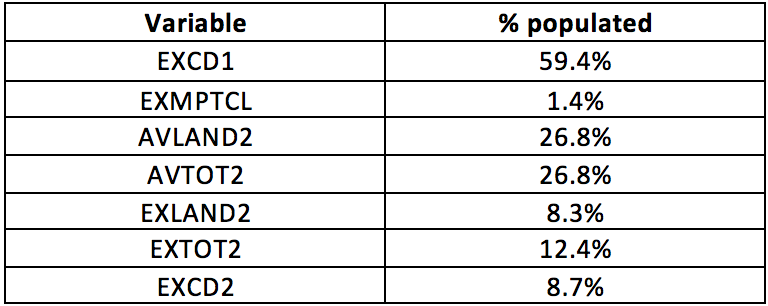 Variable % populated
EXCD1 59.4%
EXMPTCL 1.4%
AVLAND2 26.8%
AVTOT2 26.8%
EXLAND2 8.3%
EXTOT2 12.4%
EXCD2 8.7%